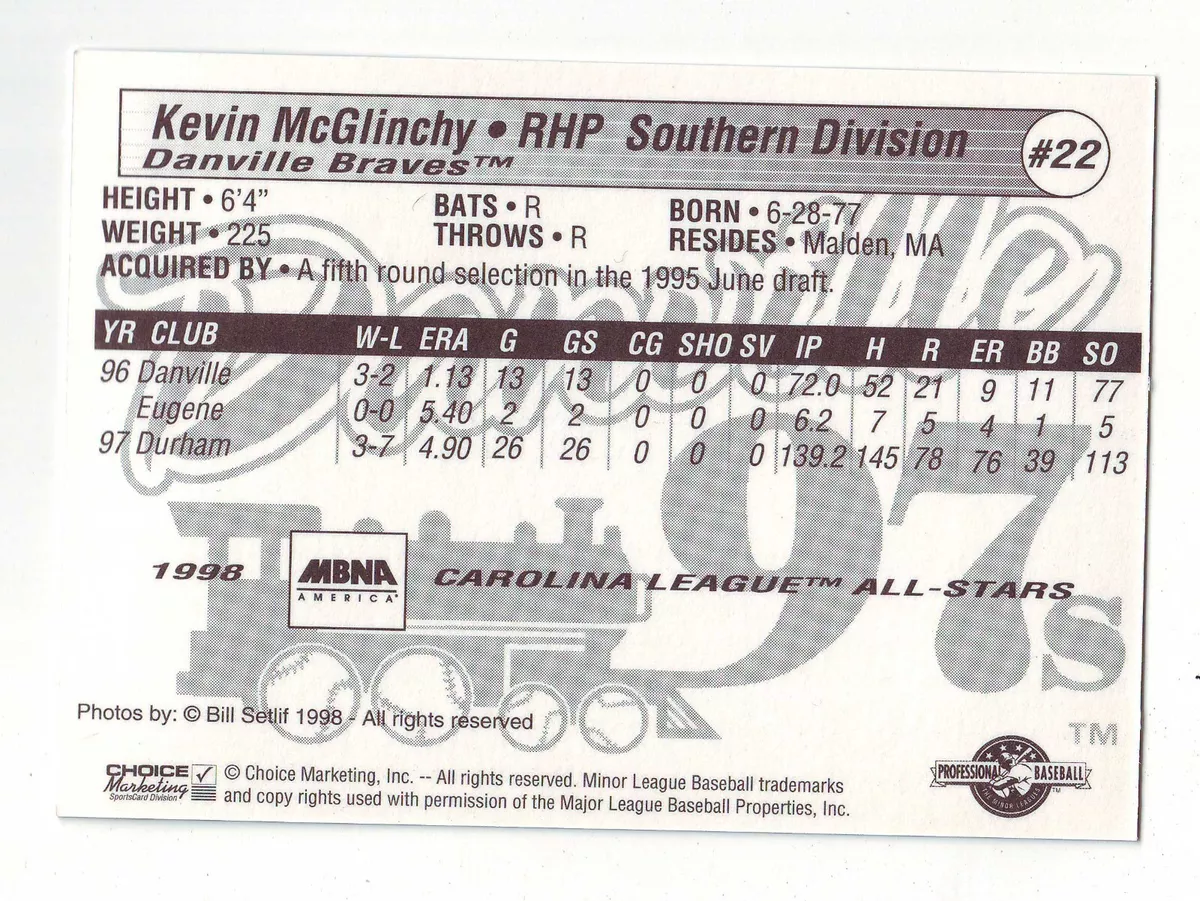 Kevin McGlinchy • RHP Southern Division
Danville Braves™
#22
HEIGHT • 6'4" BATS • R BORN • 6-28-77
WEIGHT • 225 THROWS • R RESIDES • Malden, MA
ACQUIRED BY • A fifth round selection in the 1995 June draft.
YR CLUB W-L ERA G GS CG SHO SV IP H R ER BB SO
96 Danville 3-2 1.13 13 13 0 0 0 72.0 52 21 9 11 77
Eugene 0-0 5.40 2 2 0 0 0 6.2 7 5 4 1 5
97 Durham 3-7 4.90 26 26 0 0 0 139.2 145 78 76 39 113
Danville
97s
1998 MBNA CAROLINA LEAGUE™ ALL-STARS
AMERICA®
Photos by: © Bill Setlif 1998 - All rights reserved
TM
CHOICE
Marketing
SportsCard Division
© Choice Marketing, Inc. -- All rights reserved. Minor League Baseball trademarks
and copy rights used with permission of the Major League Baseball Properties, Inc.
PROFESSIONAL BASEBALL
THE MINOR LEAGUES
TM